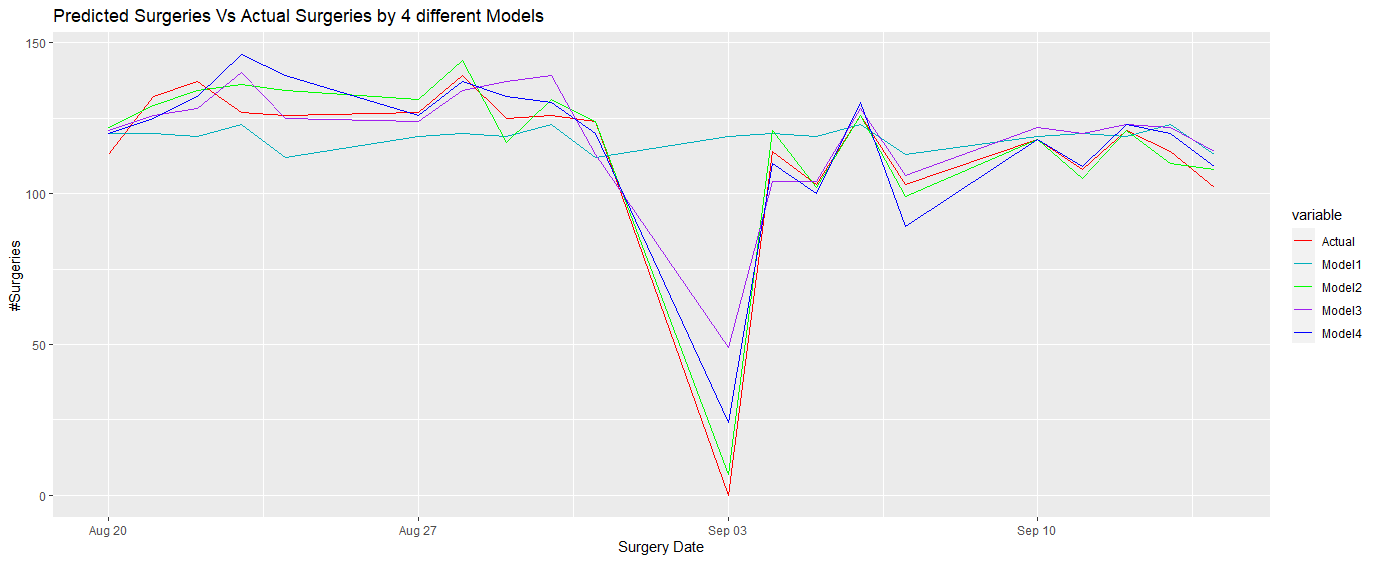 Predicted Surgeries Vs Actual Surgeries by 4 different Models
150
100
50
0
#Surgeries
Aug 20
Aug 27
Sep 03
Sep 10
Surgery Date
variable
Actual
Model1
Model2
Model3
Model4